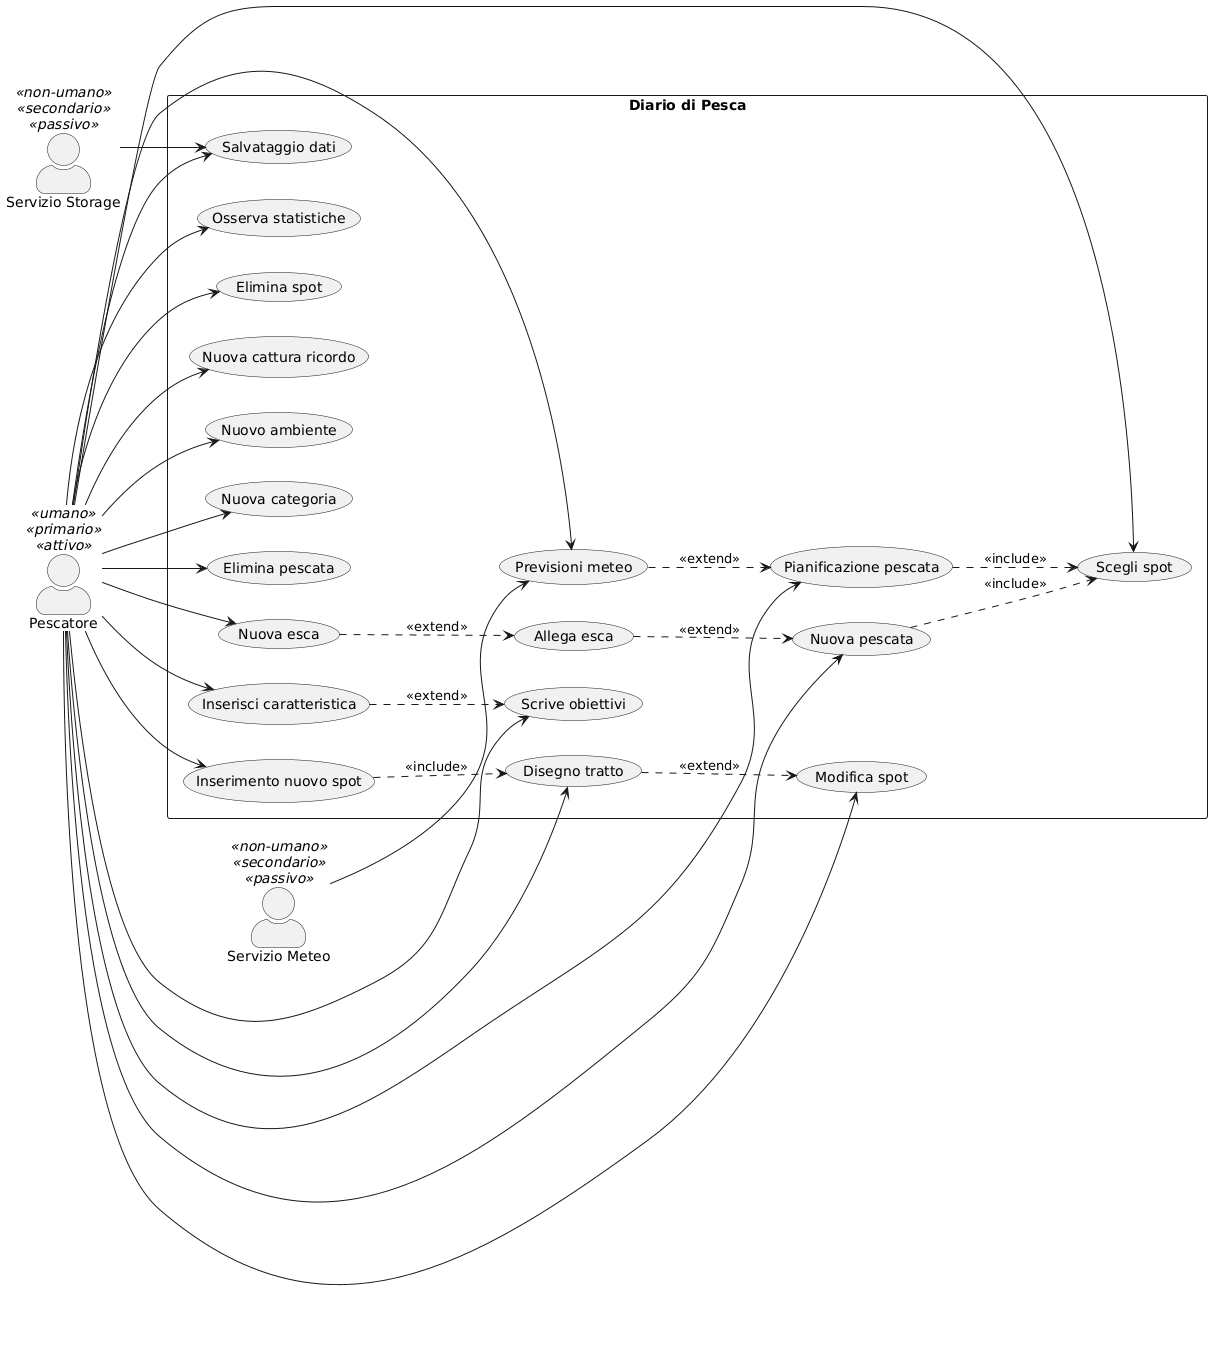 «non-umano»
«secondario»
«passivo»
Servizio Storage
Diario di Pesca
Salvataggio dati
Osserva statistiche
Elimina spot
Nuova cattura ricordo
Nuovo ambiente
Nuova categoria
«umano»
«primario»
«attivo»
Pescatore
Elimina pescata
Previsioni meteo
«extend»
Pianificazione pescata
«include»
Scegli spot
«include»
Nuova esca
«extend»
Allega esca
«extend»
Nuova pescata
Inserisci caratteristica
«extend»
Scrive obiettivi
Inserimento nuovo spot
«include»
Disegno tratto
«extend»
Modifica spot
«non-umano»
«secondario»
«passivo»
Servizio Meteo